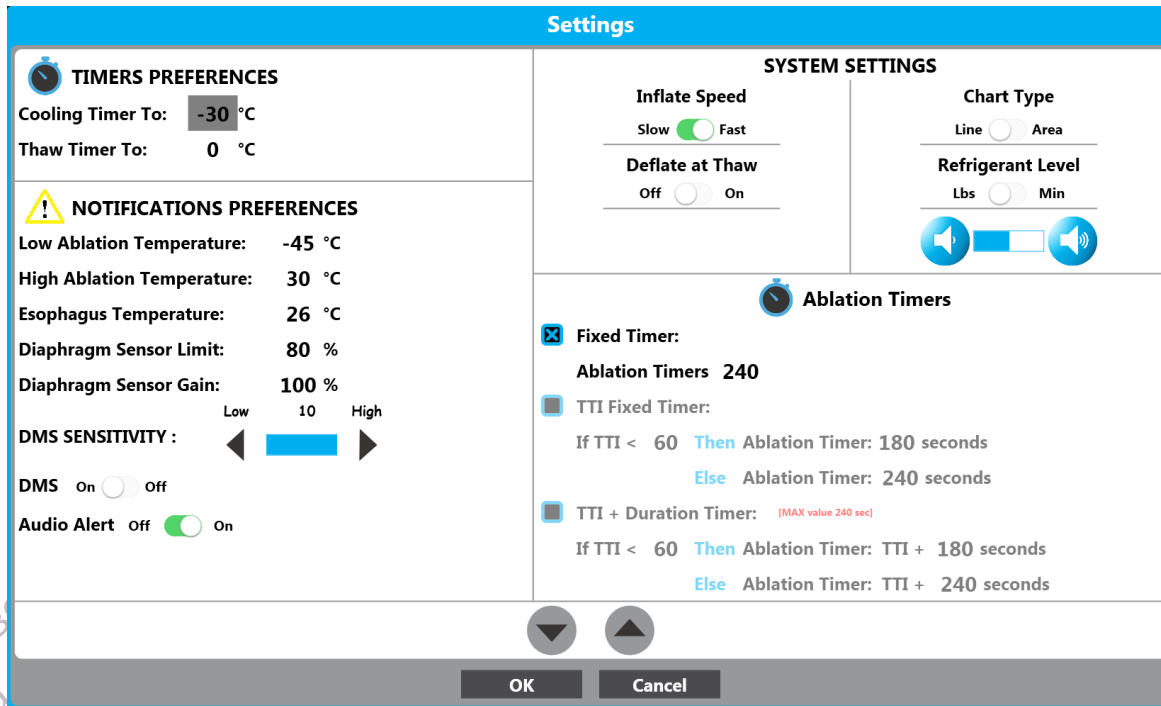 Settings
TIMERS PREFERENCES
Cooling Timer To: -30 °C
Thaw Timer To: 0 °C
NOTIFICATIONS PREFERENCES
Low Ablation Temperature: -45 °C
High Ablation Temperature: 30 °C
Esophagus Temperature: 26 °C
Diaphragm Sensor Limit: 80 %
Diaphragm Sensor Gain: 100 %
Low 10 High
DMS SENSITIVITY :
DMS On Off
Audio Alert Off On
SYSTEM SETTINGS
Inflate Speed
Slow Fast
Deflate at Thaw
Off On
Chart Type
Line Area
Refrigerant Level
Lbs Min
Ablation Timers
Fixed Timer:
Ablation Timers 240
TTI Fixed Timer:
If TTI < 60 Then Ablation Timer: 180 seconds
Else Ablation Timer: 240 seconds
TTI + Duration Timer: [MAX value 240 sec]
If TTI < 60 Then Ablation Timer: TTI + 180 seconds
Else Ablation Timer: TTI + 240 seconds
OK Cancel